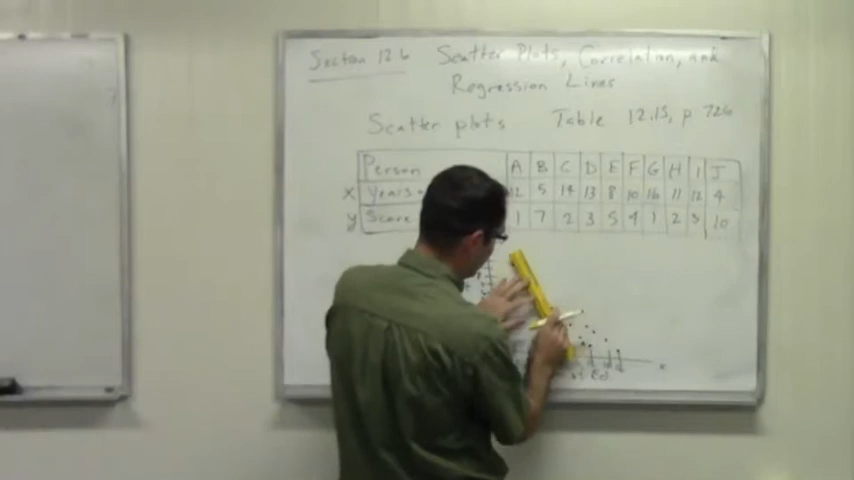 Section 12.6 Scatter Plots, Correlation, and
Regression Lines
Scatter plots Table 12.15, p 726
Person A B C D E F G H I J
x Years 12 5 14 13 8 10 16 11 12 4
y Score 1 7 2 3 5 4 1 2 3 10
x